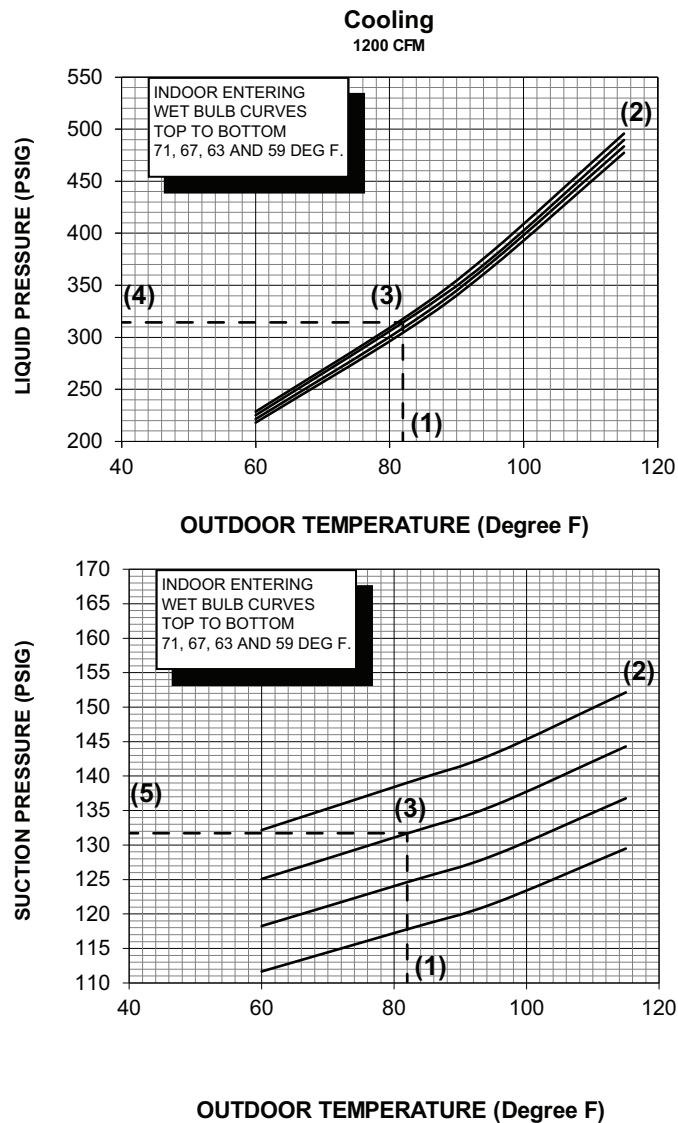 Cooling
1200 CFM
550
500
450
400
350
300
250
200
LIQUID PRESSURE (PSIG)
INDOOR ENTERING
WET BULB CURVES
TOP TO BOTTOM
71, 67, 63 AND 59 DEG F.
(2)
(4)
(3)
(1)
40 60 80 100 120
OUTDOOR TEMPERATURE (Degree F)
170
165
160
155
150
145
140
135
130
125
120
115
110
SUCTION PRESSURE (PSIG)
INDOOR ENTERING
WET BULB CURVES
TOP TO BOTTOM
71, 67, 63 AND 59 DEG F.
(2)
(5)
(3)
(1)
40 60 80 100 120
OUTDOOR TEMPERATURE (Degree F)